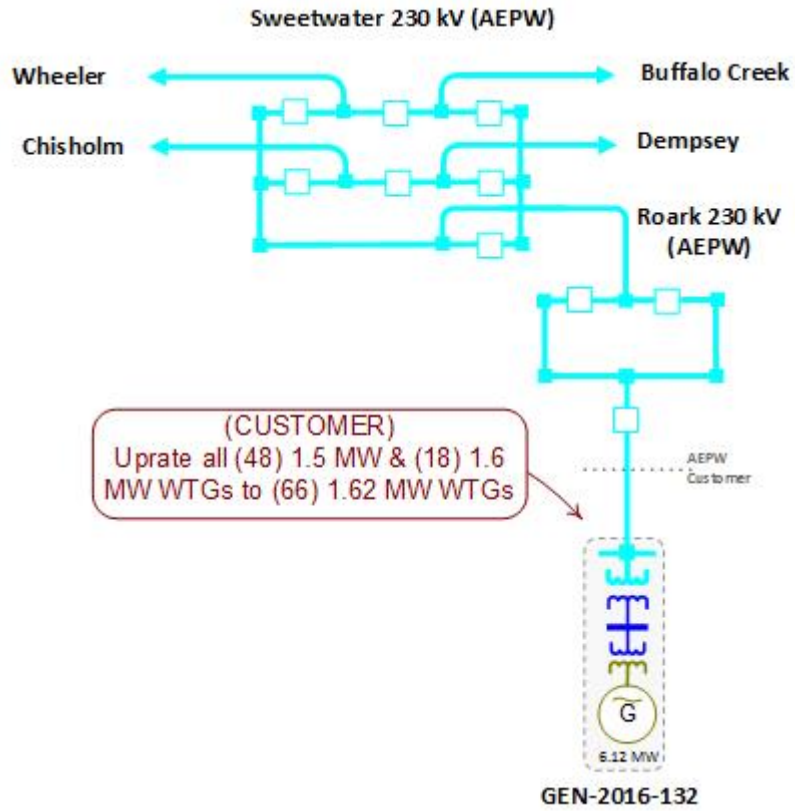 Sweetwater 230 kV (AEPW)
Wheeler
Buffalo Creek
Chisholm
Dempsey
Roark 230 kV
(AEPW)
(CUSTOMER)
Uprate all (48) 1.5 MW & (18) 1.6
MW WTGs to (66) 1.62 MW WTGs
AEPW
Customer
G
6.12 MW
GEN-2016-132